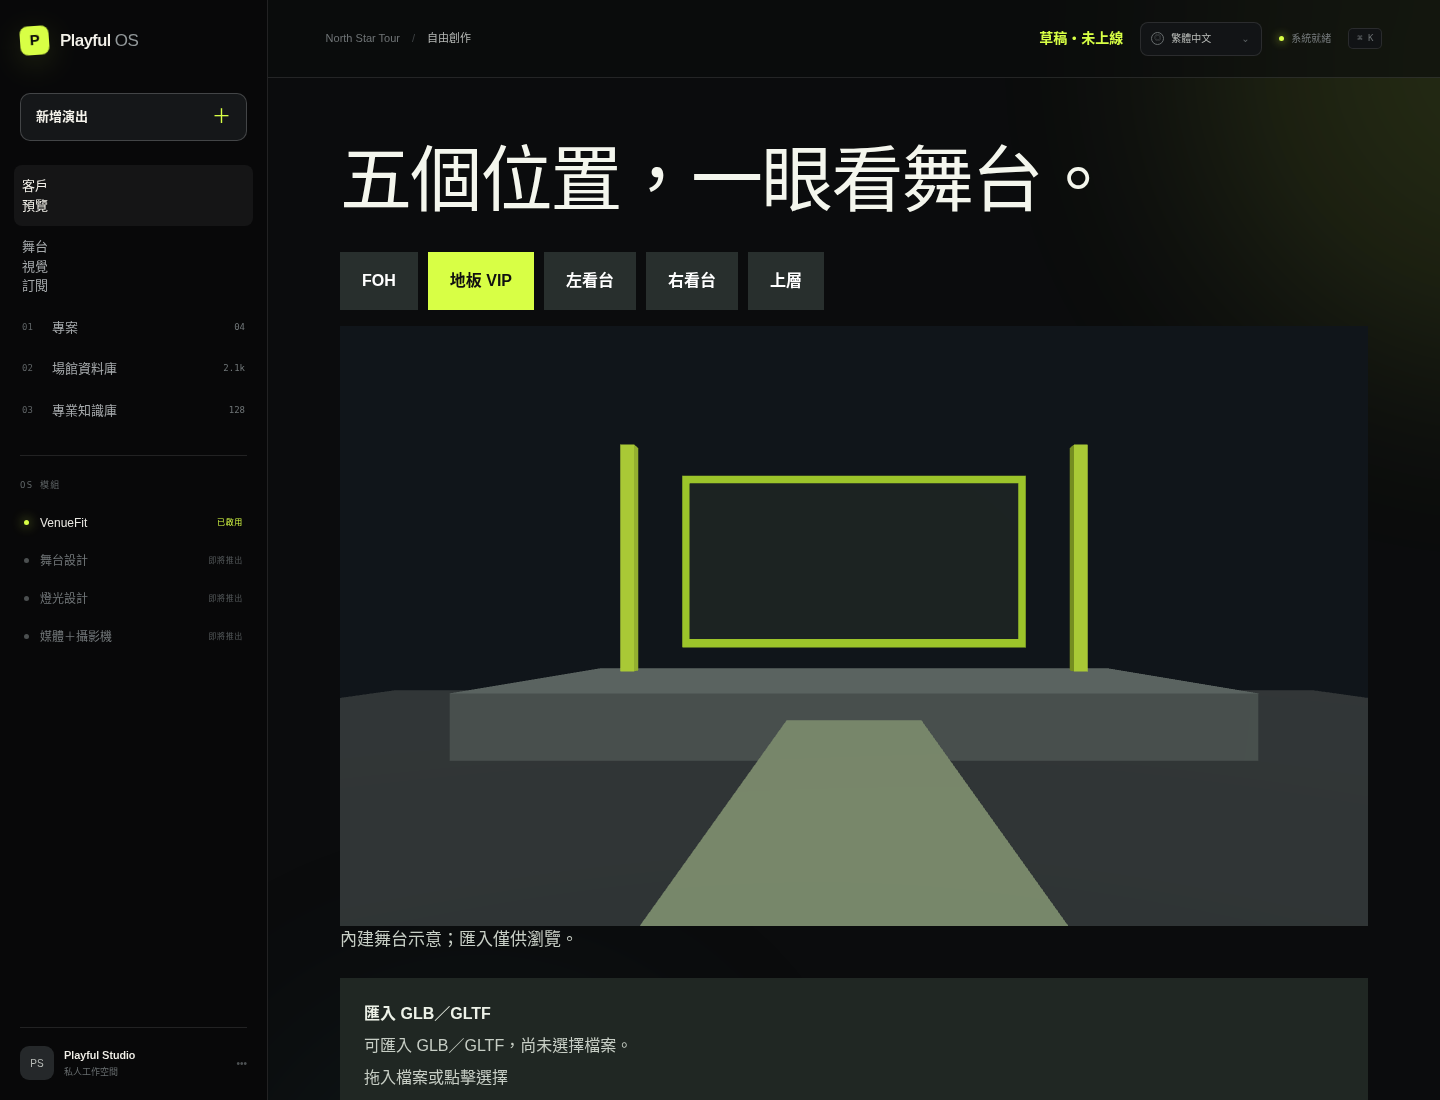 P Playful OS
North Star Tour / 自由創作
草稿・未上線
繁體中文
系統就緒
⌘ K
新增演出 +
客戶
預覽
舞台
視覺
訂閱
01 專案 04
02 場館資料庫 2.1k
03 專業知識庫 128
OS 模組
VenueFit 已啟用
舞台設計 即將推出
燈光設計 即將推出
媒體＋攝影機 即將推出
PS Playful Studio
私人工作空間
五個位置，一眼看舞台。
FOH 地板 VIP 左看台 右看台 上層
內建舞台示意；匯入僅供瀏覽。
匯入 GLB／GLTF
可匯入 GLB／GLTF，尚未選擇檔案。
拖入檔案或點擊選擇